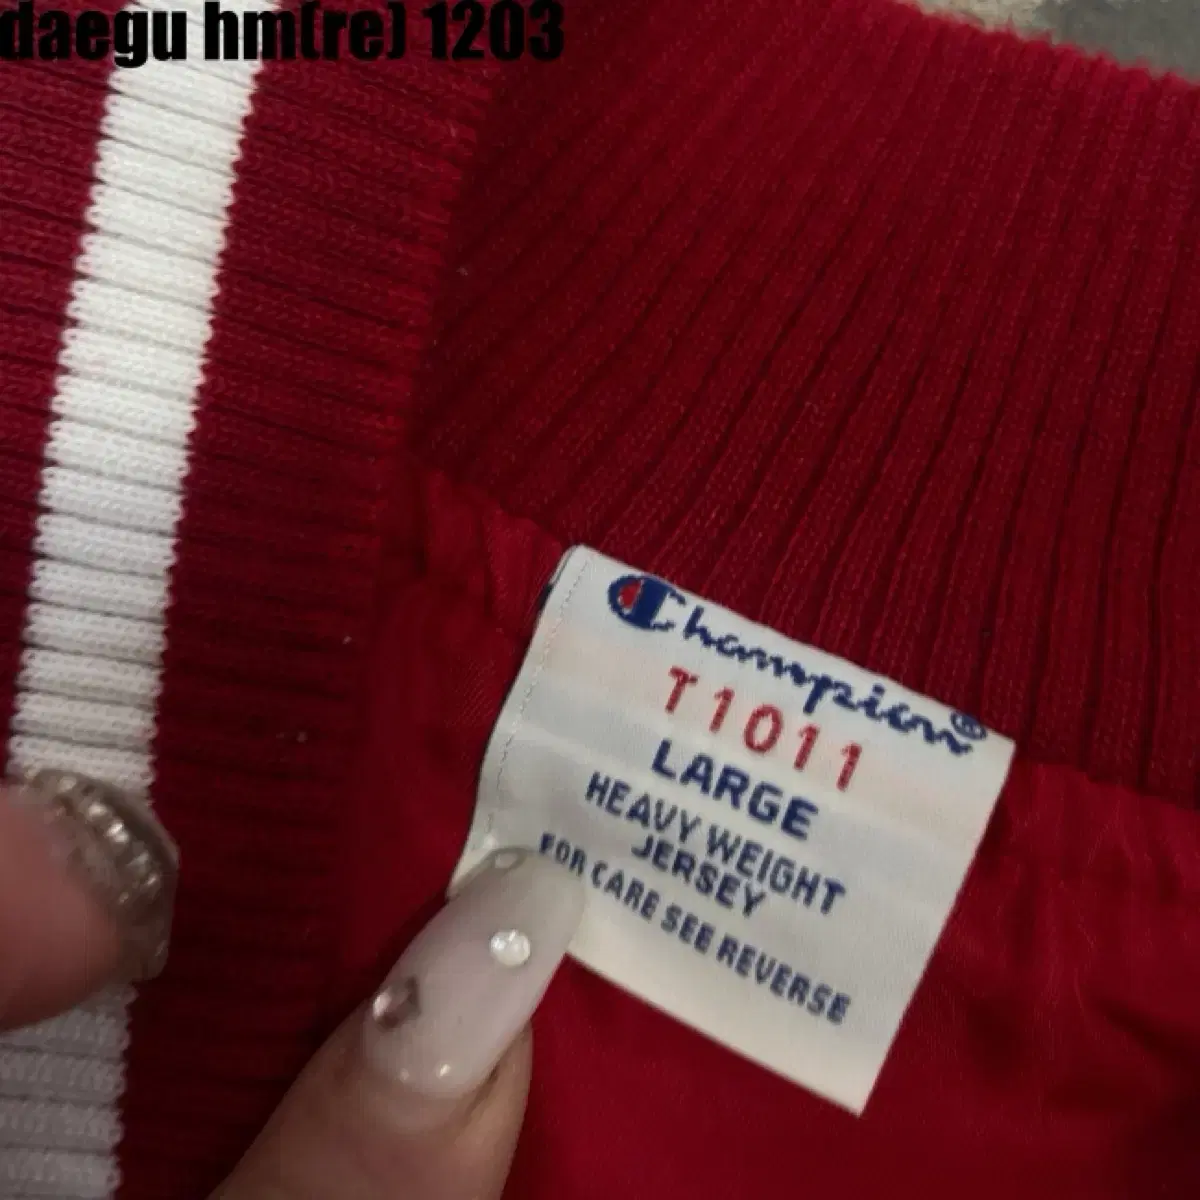 daegu hm(re) 1203
Champion®
T1011
LARGE
HEAVY WEIGHT
JERSEY
FOR CARE SEE REVERSE